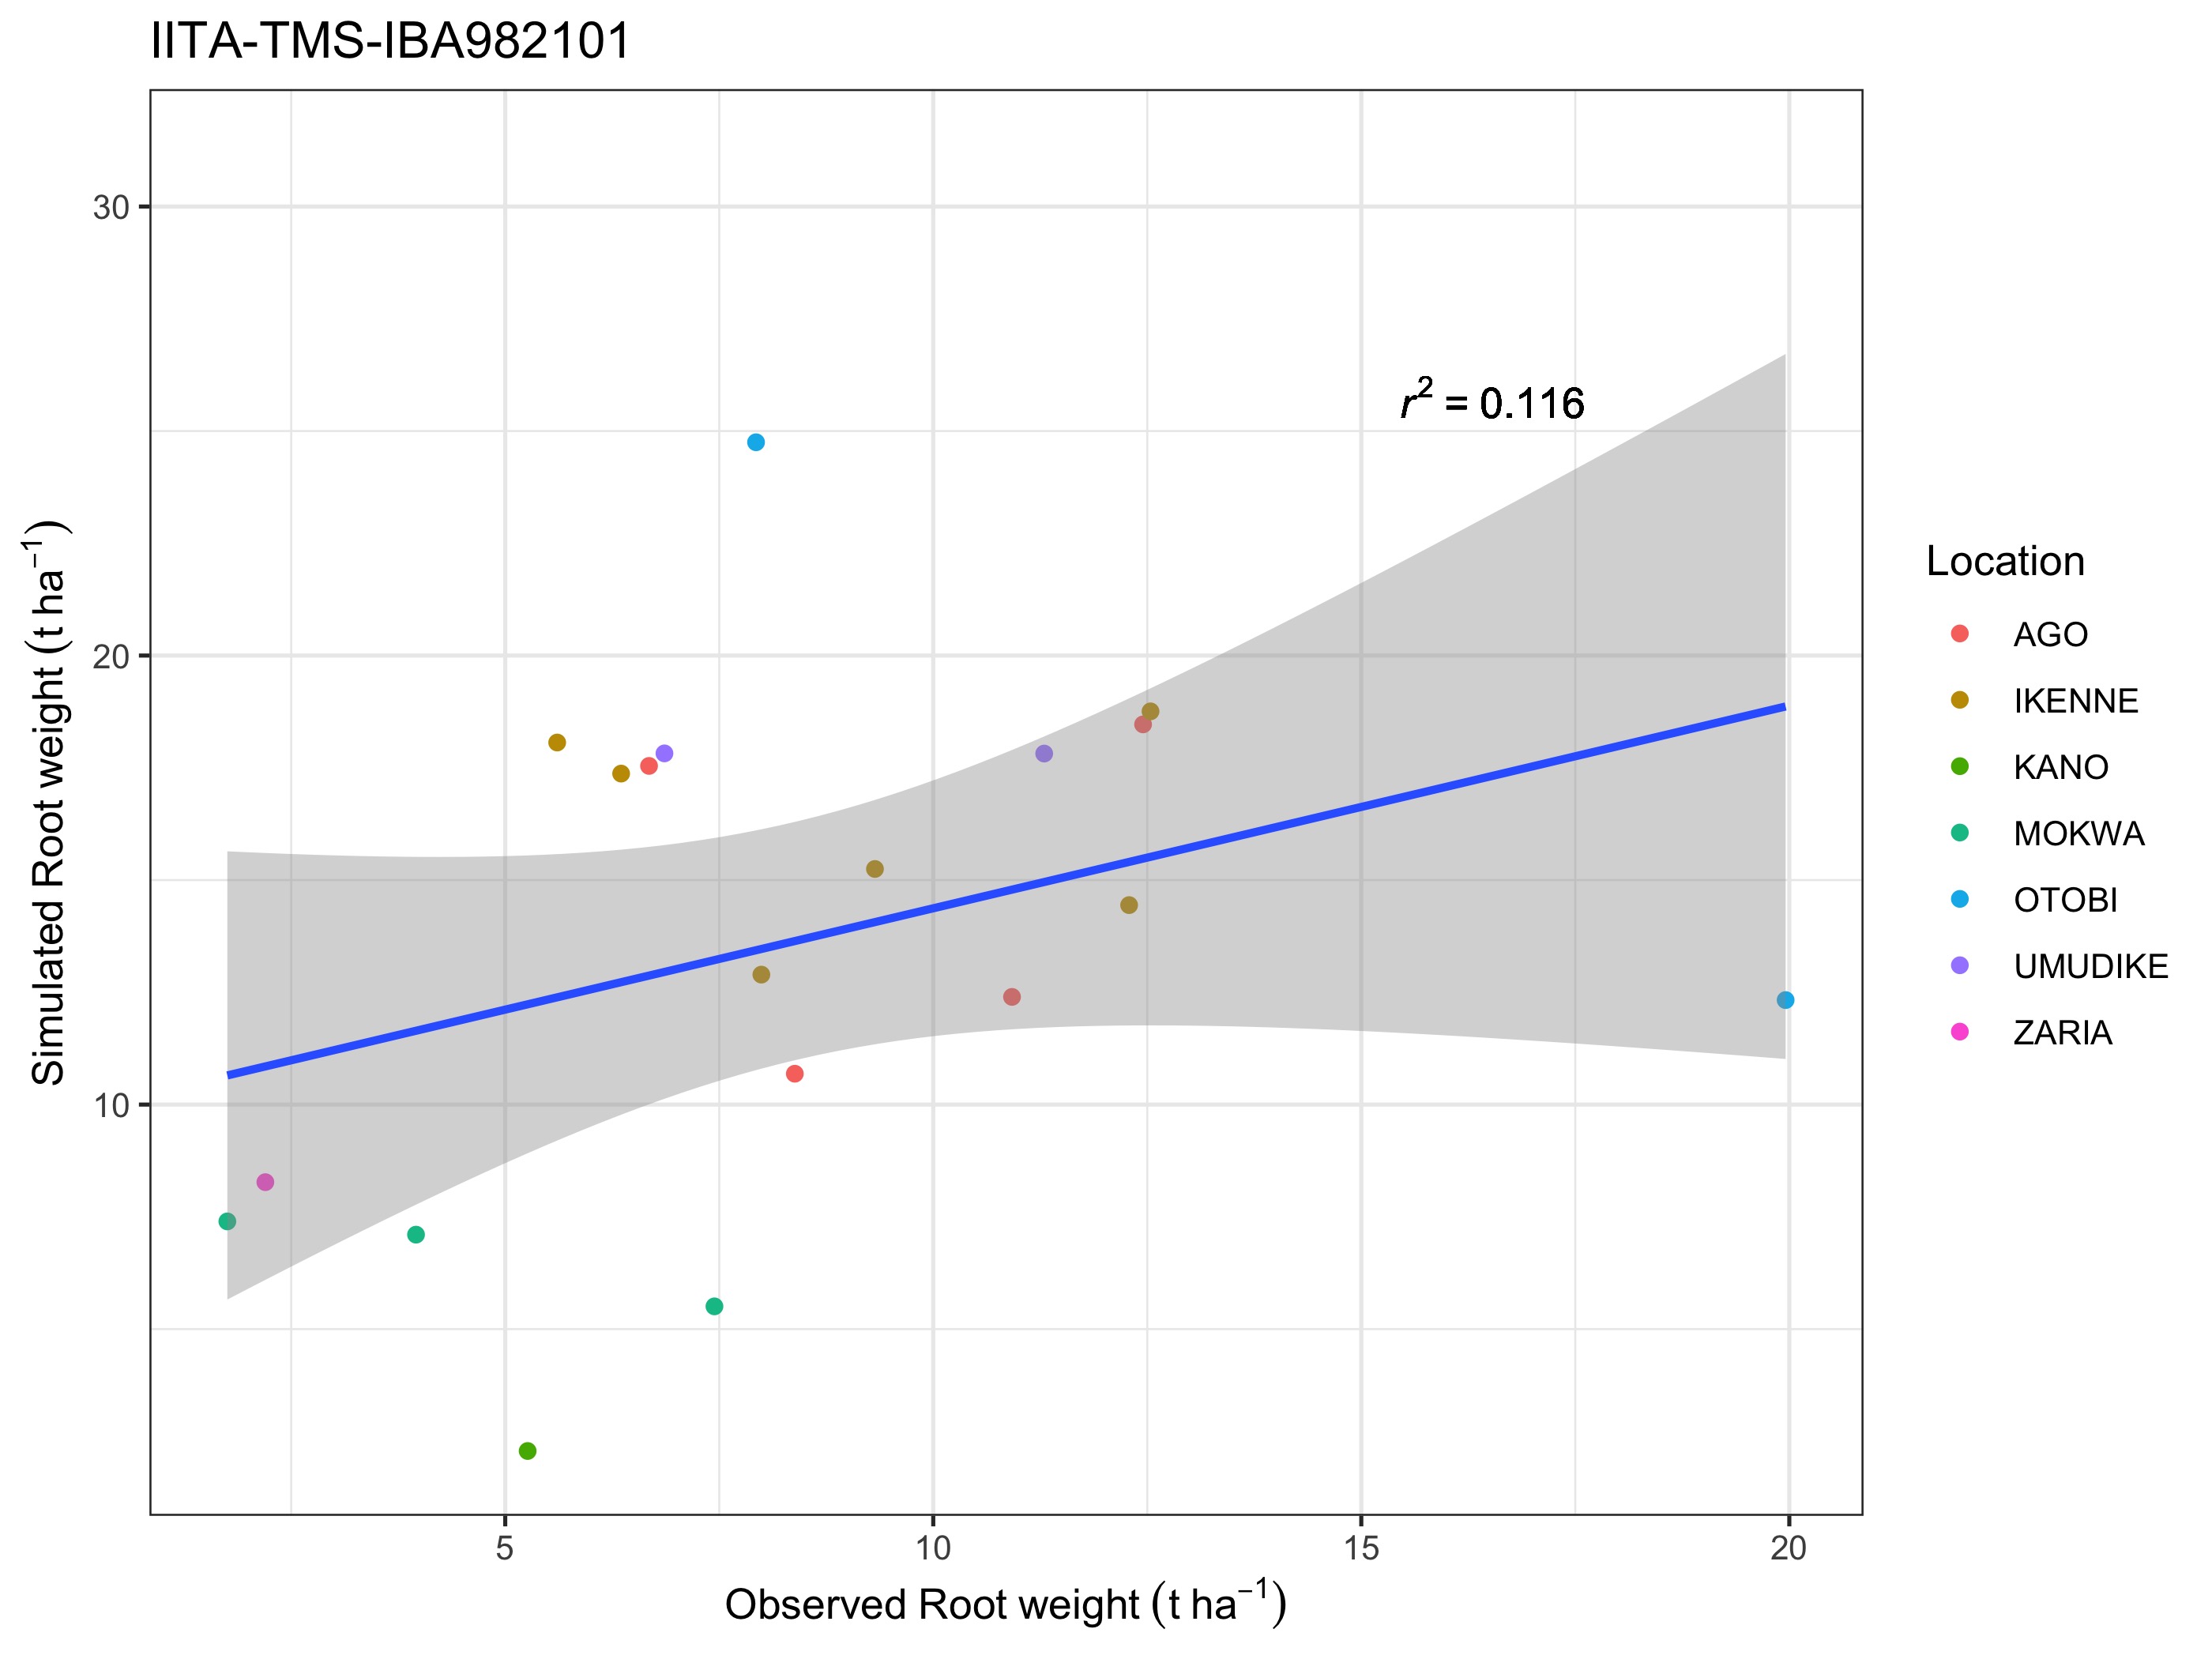 IITA-TMS-IBA982101
30
20
10
Simulated Root weight (t ha⁻¹)
r² = 0.116
5
10
15
20
Observed Root weight (t ha⁻¹)
Location
AGO
IKENNE
KANO
MOKWA
OTOBI
UMUDIKE
ZARIA